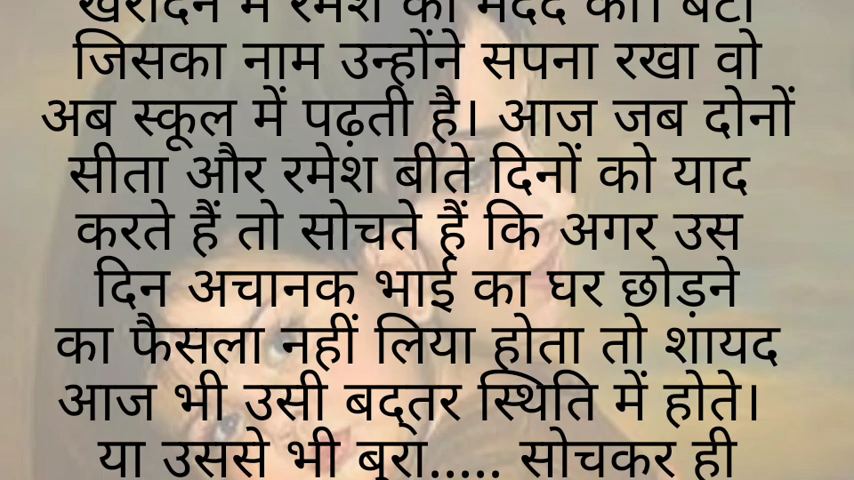 खरीदने में रमेश की मदद की। बेटी
जिसका नाम उन्होंने सपना रखा वो
अब स्कूल में पढ़ती है। आज जब दोनों
सीता और रमेश बीते दिनों को याद
करते हैं तो सोचते हैं कि अगर उस
दिन अचानक भाई का घर छोड़ने
का फैसला नहीं लिया होता तो शायद
आज भी उसी बद्तर स्थिति में होते।
या उससे भी बुरा..... सोचकर ही